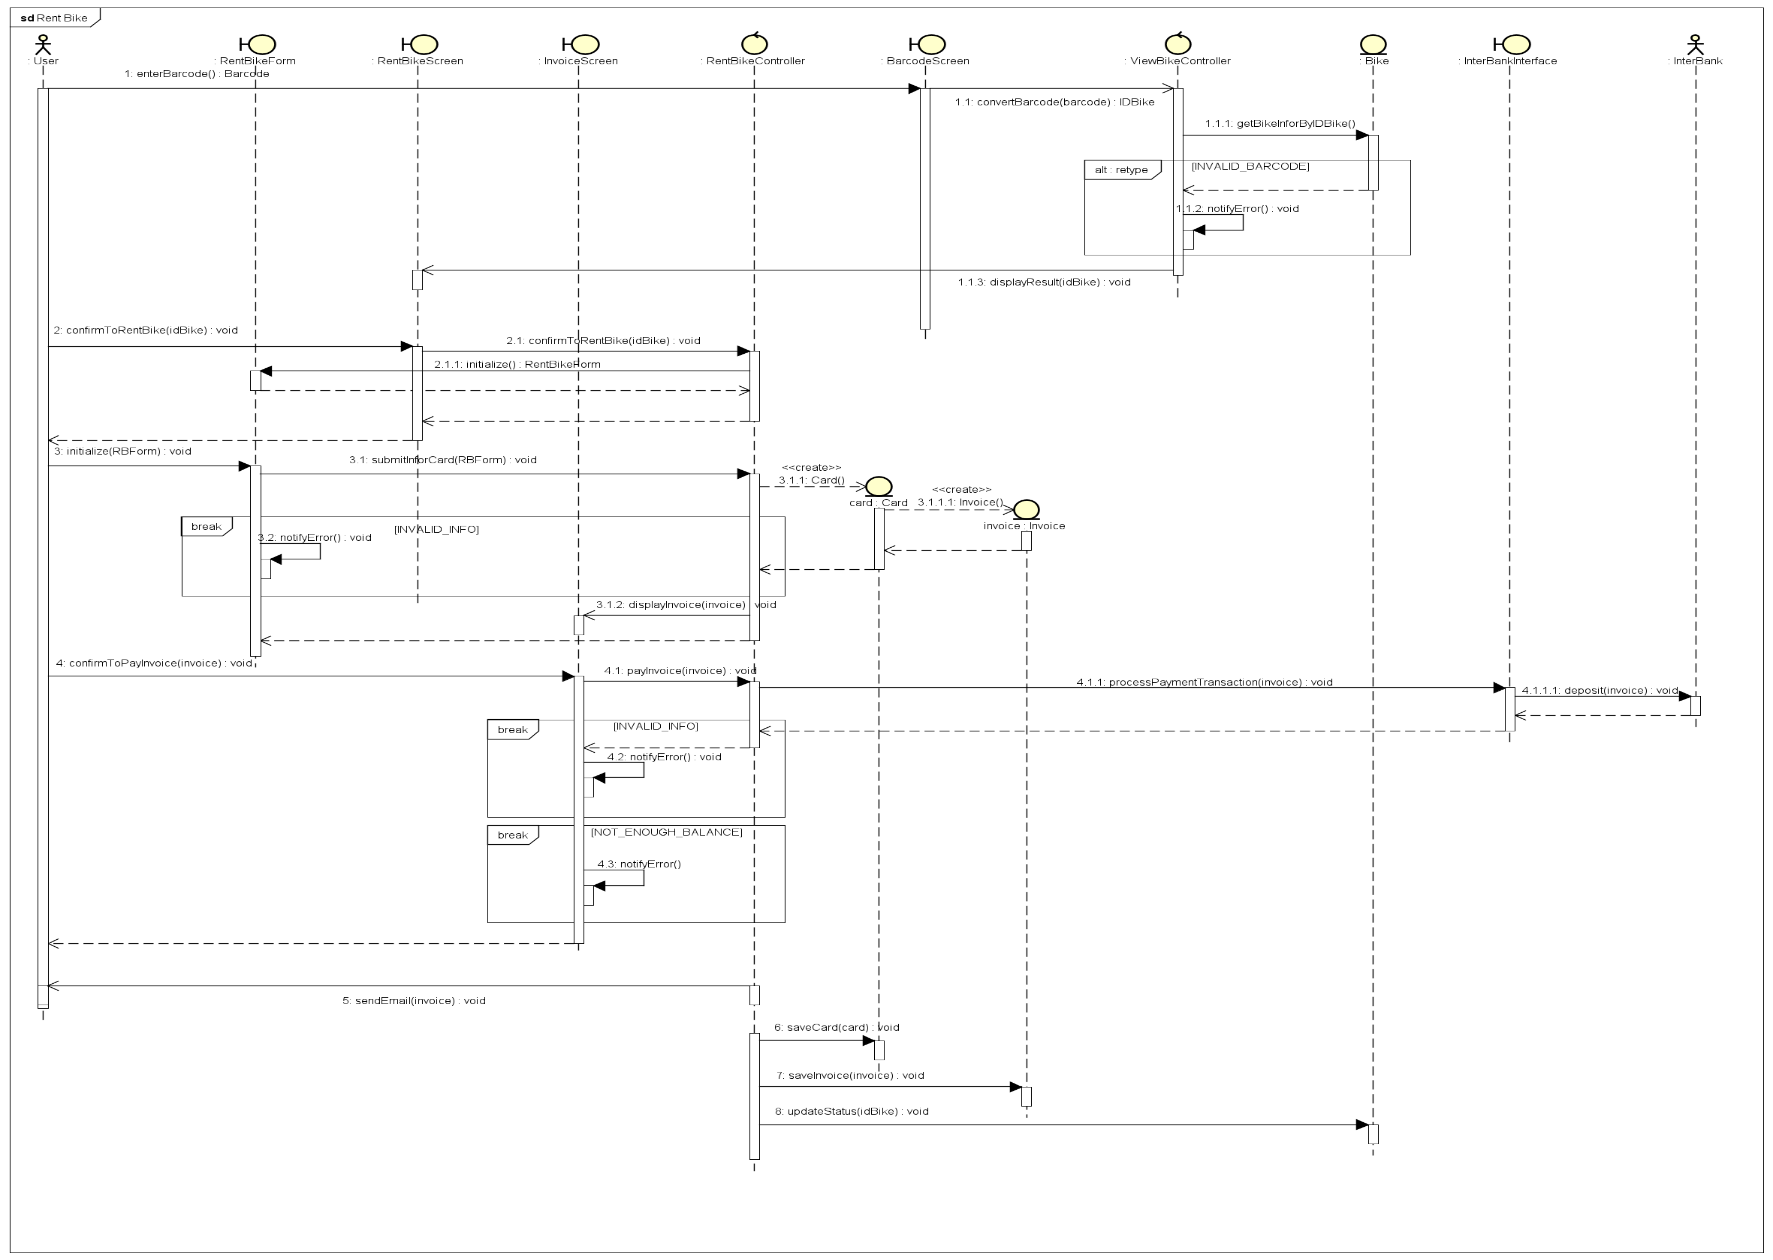 sd Rent Bike
: User
: RentBikeForm
: RentBikeScreen
: InvoiceScreen
: RentBikeController
: BarcodeScreen
: ViewBikeController
: Bike
: InterBankInterface
: InterBank
1: enterBarcode() : Barcode
1.1: convertBarcode(barcode) : IDBike
1.1.1: getBikeInforByIDBike()
alt : retype
[INVALID_BARCODE]
1.1.2: notifyError() : void
1.1.3: displayResult(idBike) : void
2: confirmToRentBike(idBike) : void
2.1: confirmToRentBike(idBike) : void
2.1.1: initialize() : RentBikeForm
3: initialize(RBForm) : void
3.1: submitInforCard(RBForm) : void
<<create>>
3.1.1: Card()
card : Card
<<create>>
3.1.1.1: Invoice()
invoice : Invoice
break
[INVALID_INFO]
3.2: notifyError() : void
3.1.2: displayInvoice(invoice) : void
4: confirmToPayInvoice(invoice) : void
4.1: payInvoice(invoice) : void
4.1.1: processPaymentTransaction(invoice) : void
4.1.1.1: deposit(invoice) : void
break
[INVALID_INFO]
4.2: notifyError() : void
break
[NOT_ENOUGH_BALANCE]
4.3: notifyError()
5: sendEmail(invoice) : void
6: saveCard(card) : void
7: saveInvoice(invoice) : void
8: updateStatus(idBike) : void